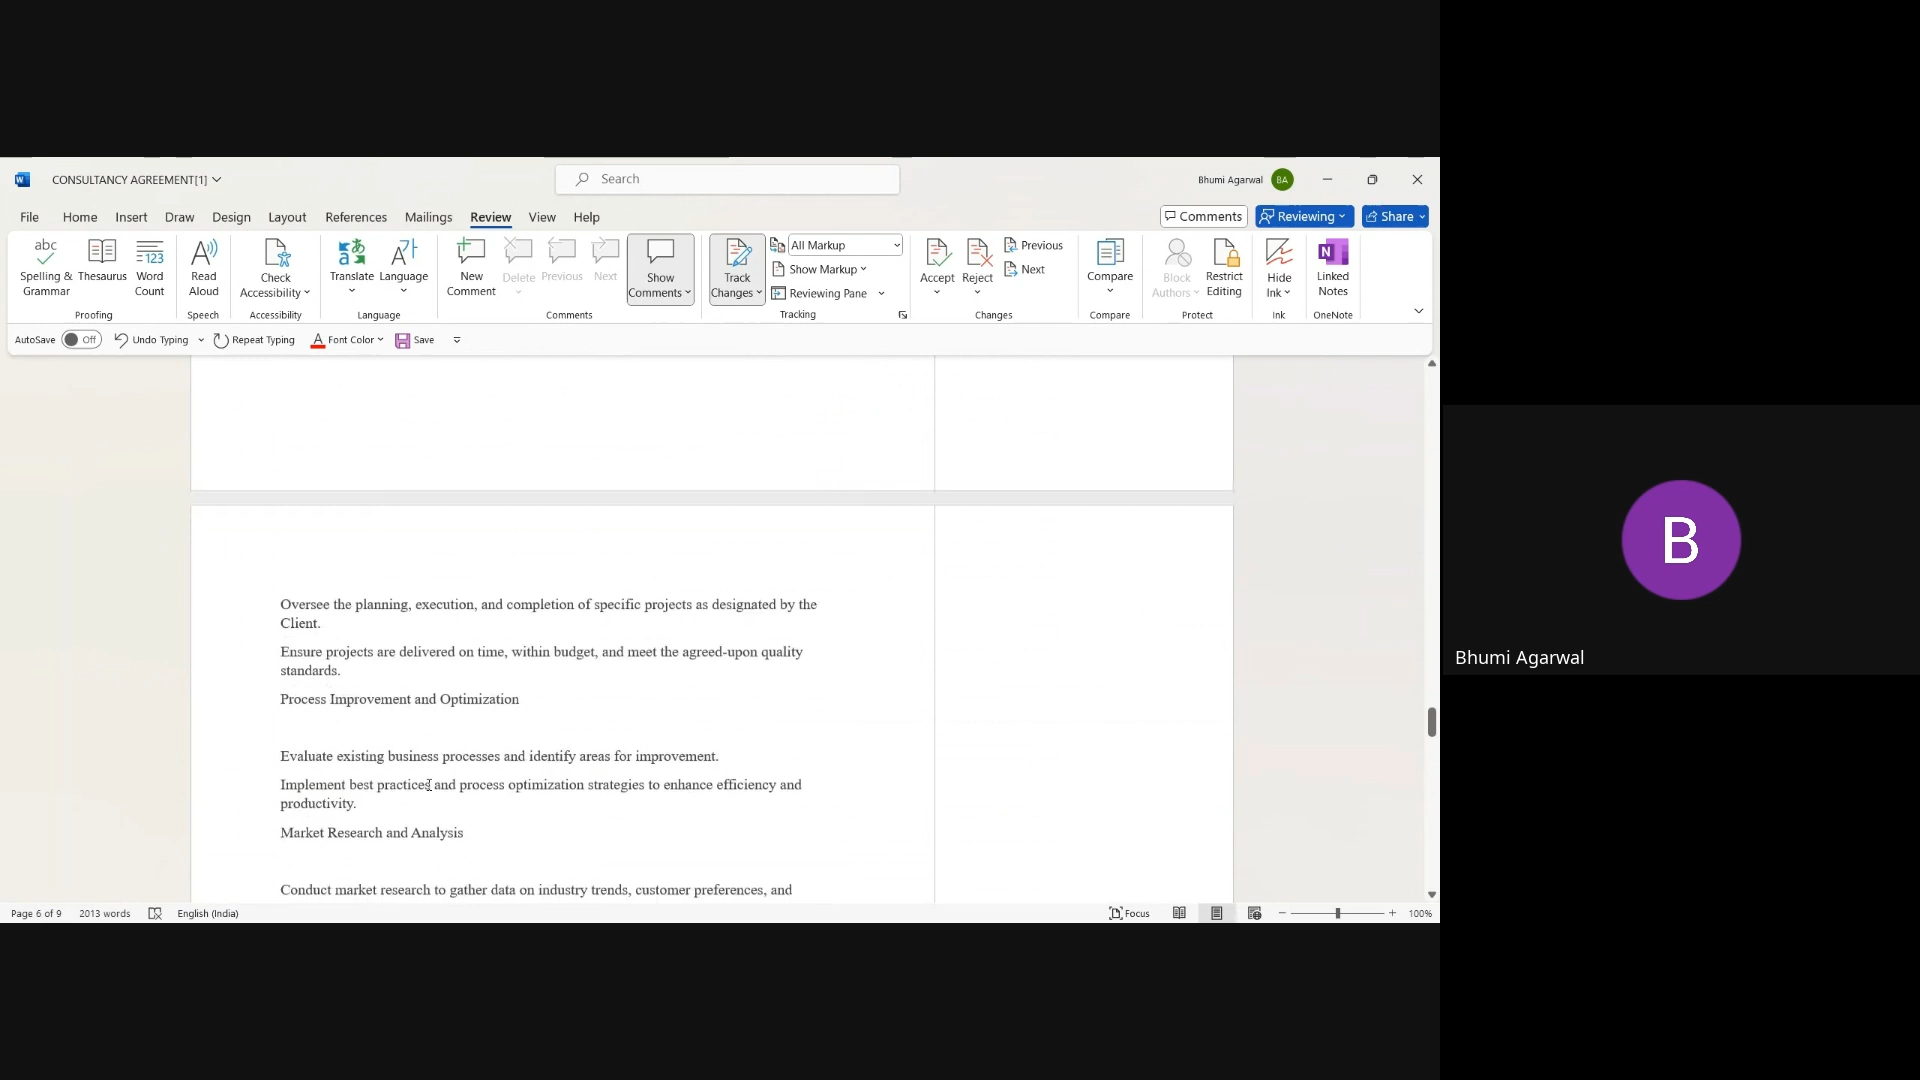 CONSULTANCY AGREEMENT[1]
Search
Bhumi Agarwal
BA
File Home Insert Draw Design Layout References Mailings Review View Help
Comments Reviewing Share
abc
Spelling & Grammar
Thesaurus
123
Word Count
Read Aloud
Check Accessibility
Translate
Language
New Comment
Delete
Previous
Next
Show Comments
Track Changes
All Markup
Show Markup
Reviewing Pane
Accept
Reject
Previous
Next
Compare
Block Authors
Restrict Editing
Hide Ink
Linked Notes
Proofing Speech Accessibility Language Comments Tracking Changes Compare Protect Ink OneNote
AutoSave Off Undo Typing Repeat Typing Font Color Save
Oversee the planning, execution, and completion of specific projects as designated by the
Client.
Ensure projects are delivered on time, within budget, and meet the agreed-upon quality
standards.
Process Improvement and Optimization
Evaluate existing business processes and identify areas for improvement.
Implement best practices and process optimization strategies to enhance efficiency and
productivity.
Market Research and Analysis
Conduct market research to gather data on industry trends, customer preferences, and
Page 6 of 9 2013 words English (India) Focus 100%
B
Bhumi Agarwal